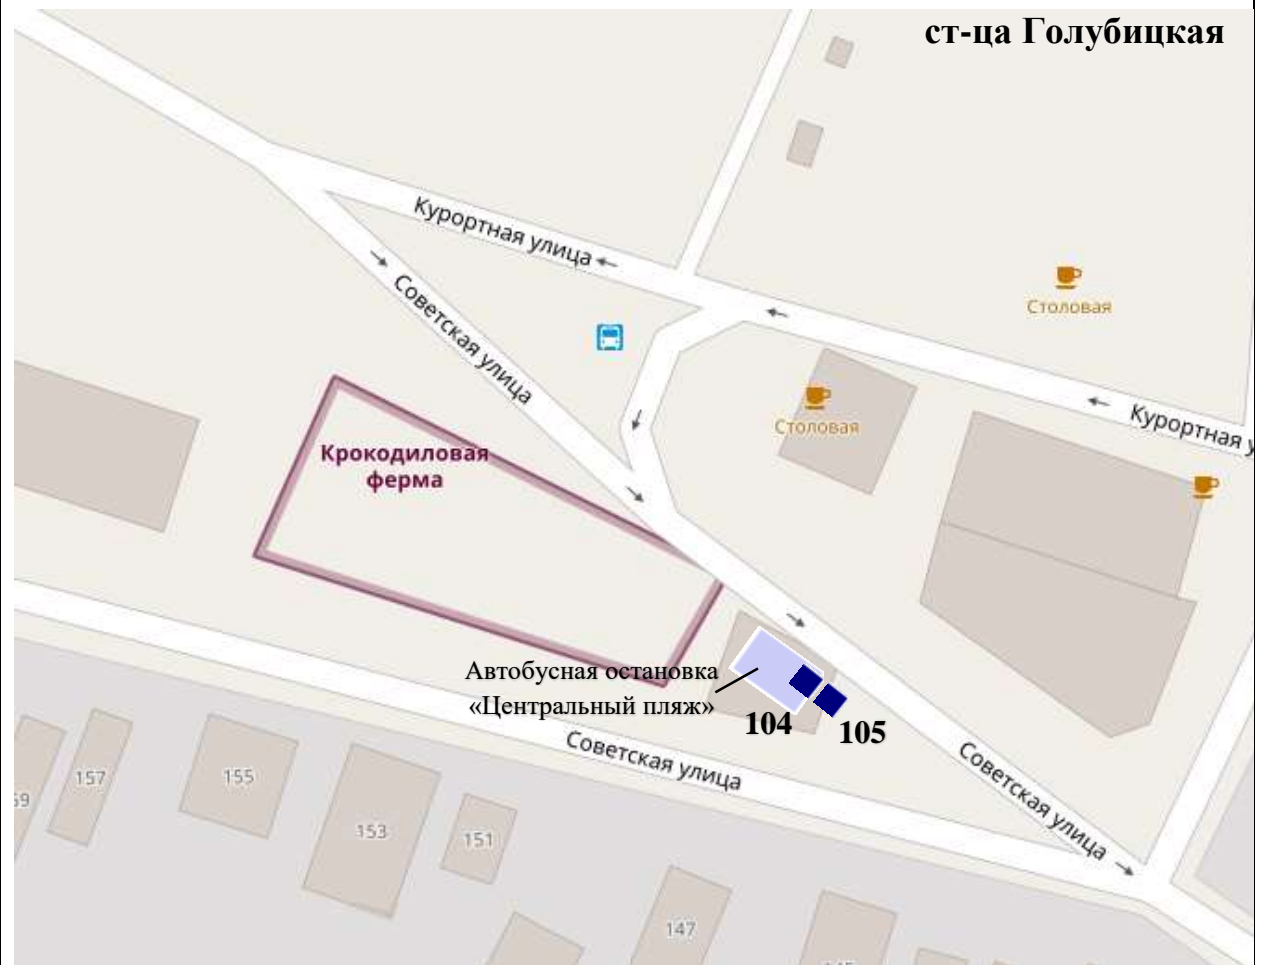 ст-ца Голубицкая
Курортная улица
Советская улица
Столовая
Столовая
Курортная у
Крокодиловая
ферма
Автобусная остановка
«Центральный пляж»
104
105
Советская улица
Советская улица
59
157
155
153
151
147